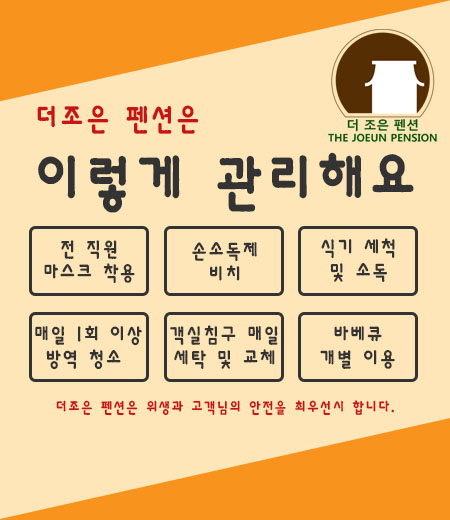 더조은 펜션은
더 조은 펜션
THE JOEUN PENSION
이렇게 관리해요
전 직원
마스크 착용
손소독제
비치
식기 세척
및 소독
매일 1회 이상
방역 청소
객실침구 매일
세탁 및 교체
바베큐
개별 이용
더조은 펜션은 위생과 고객님의 안전을 최우선시 합니다.